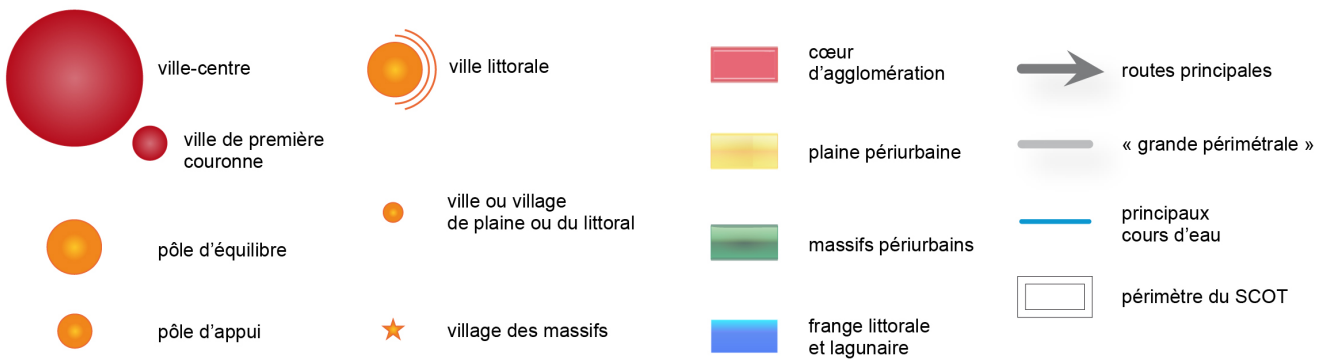 ville-centre
ville de première
couronne
pôle d’équilibre
pôle d’appui
ville littorale
ville ou village
de plaine ou du littoral
village des massifs
cœur
d’agglomération
plaine périurbaine
massifs périurbains
frange littorale
et lagunaire
routes principales
« grande périmétrale »
principaux
cours d’eau
périmètre du SCOT